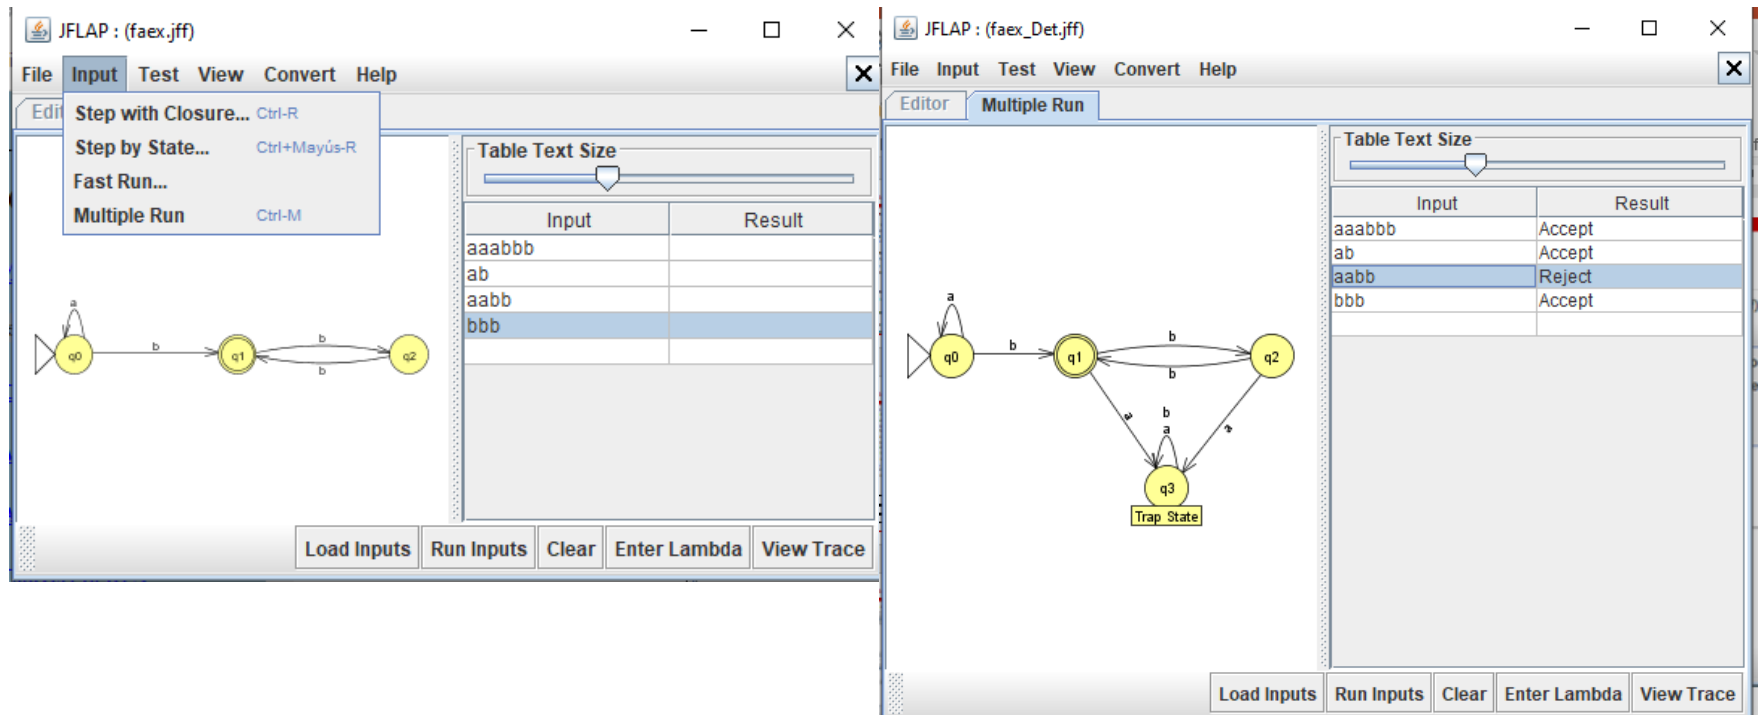 JFLAP : (faex.jff)
File Input Test View Convert Help
Edit
Step with Closure... Ctrl-R
Step by State... Ctrl+Mayús-R
Fast Run...
Multiple Run Ctrl-M
Table Text Size
Input Result
aaabbb
ab
aabb
bbb
a
q0
b
q1
b
b
q2
Load Inputs Run Inputs Clear Enter Lambda View Trace
JFLAP : (faex_Det.jff)
File Input Test View Convert Help
Editor Multiple Run
Table Text Size
Input Result
aaabbb Accept
ab Accept
aabb Reject
bbb Accept
a
q0
b
q1
b
b
q2
a
b
a
a
q3
Trap State
Load Inputs Run Inputs Clear Enter Lambda View Trace